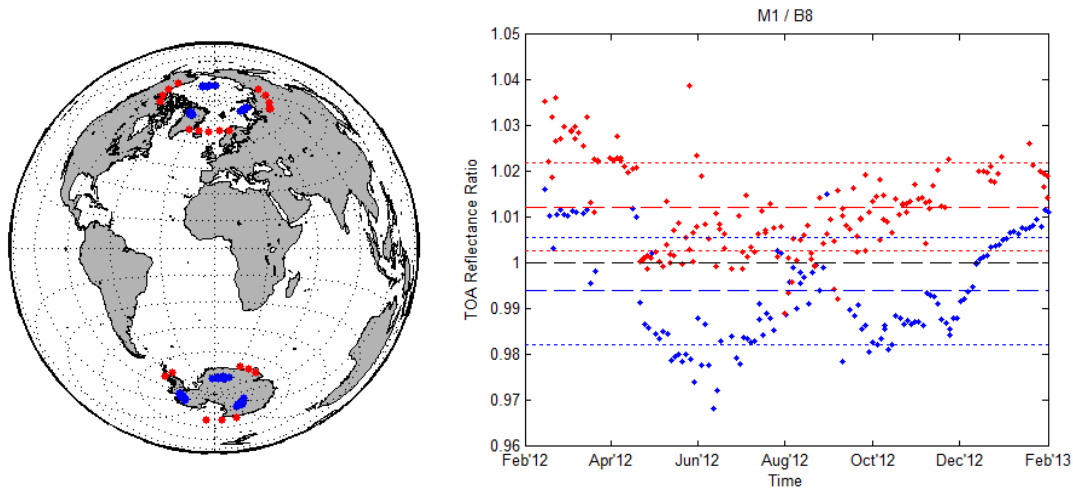 M1 / B8
TOA Reflectance Ratio
1.05
1.04
1.03
1.02
1.01
1
0.99
0.98
0.97
0.96
Feb'12
Apr'12
Jun'12
Aug'12
Oct'12
Dec'12
Feb'13
Time